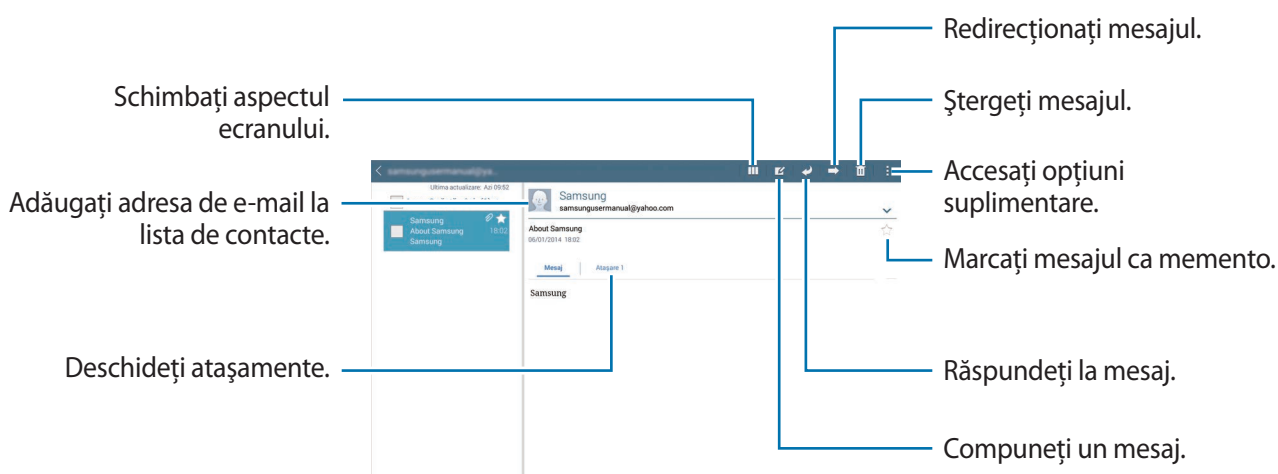 Redirecționați mesajul.
Schimbați aspectul
ecranului.
Ştergeți mesajul.
Accesați opțiuni
suplimentare.
Adăugați adresa de e-mail la
lista de contacte.
Ultima actualizare: Azi 09:52
Samsung
About Samsung 18:02
Samsung
Samsung
samsungusermanual@yahoo.com
About Samsung
06/01/2014 18:02
Mesaj Ataşare 1
Samsung
Marcați mesajul ca memento.
Deschideți ataşamente.
Răspundeți la mesaj.
Compuneți un mesaj.